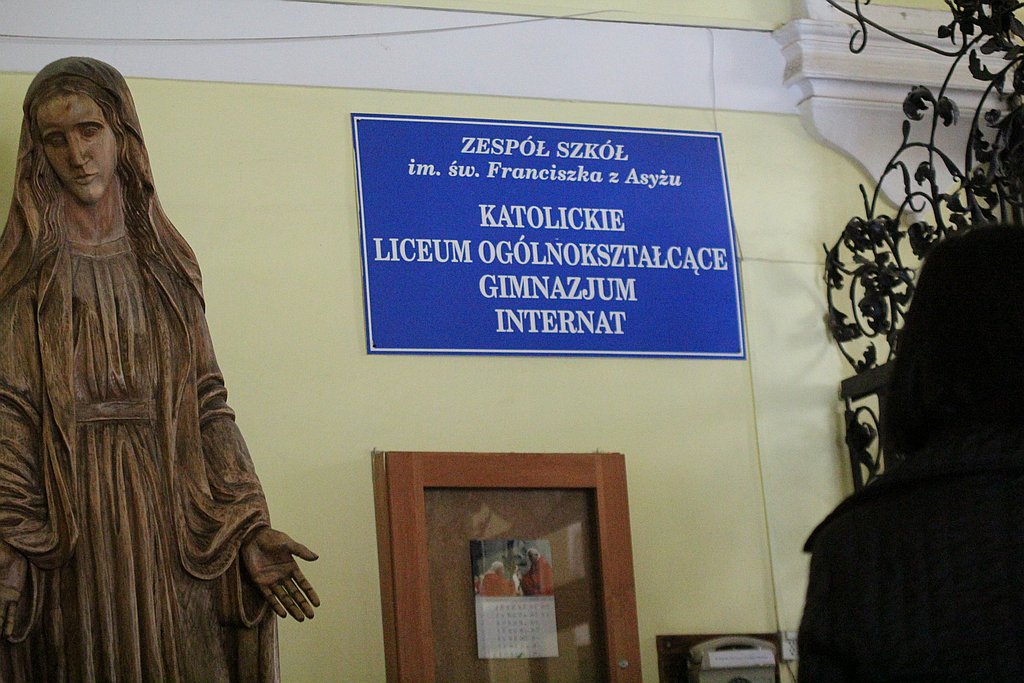 ZESPÓŁ SZKÓŁ
im. św. Franciszka z Asyżu
KATOLICKIE
LICEUM OGÓLNOKSZTAŁCĄCE
GIMNAZJUM
INTERNAT